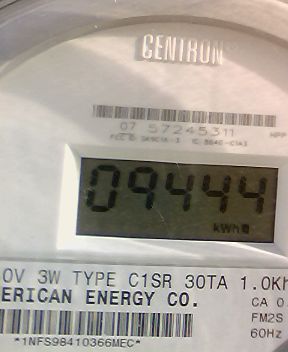 CENTRON
07 57245311
09444
kWh
0V 3W TYPE C1SR 30TA 1.0Kh
ERICAN ENERGY CO.
CA 0.
FM2S
60Hz
*1NFS98410366MEC*